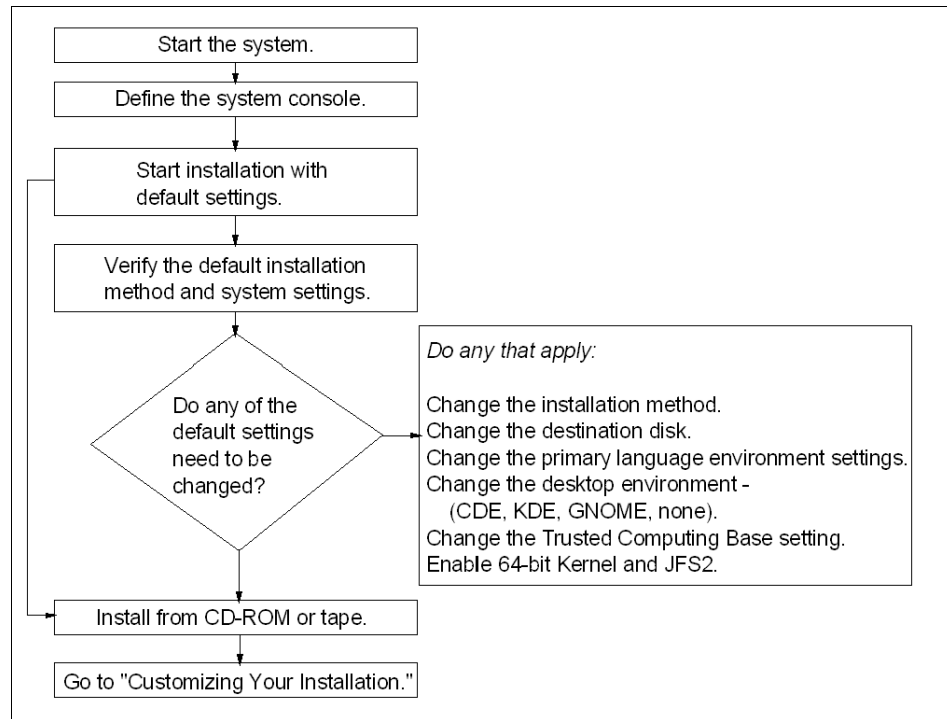 Start the system.
Define the system console.
Start installation with
default settings.
Verify the default installation
method and system settings.
Do any of the
default settings
need to be
changed?
Do any that apply:
Change the installation method.
Change the destination disk.
Change the primary language environment settings.
Change the desktop environment -
(CDE, KDE, GNOME, none).
Change the Trusted Computing Base setting.
Enable 64-bit Kernel and JFS2.
Install from CD-ROM or tape.
Go to "Customizing Your Installation."